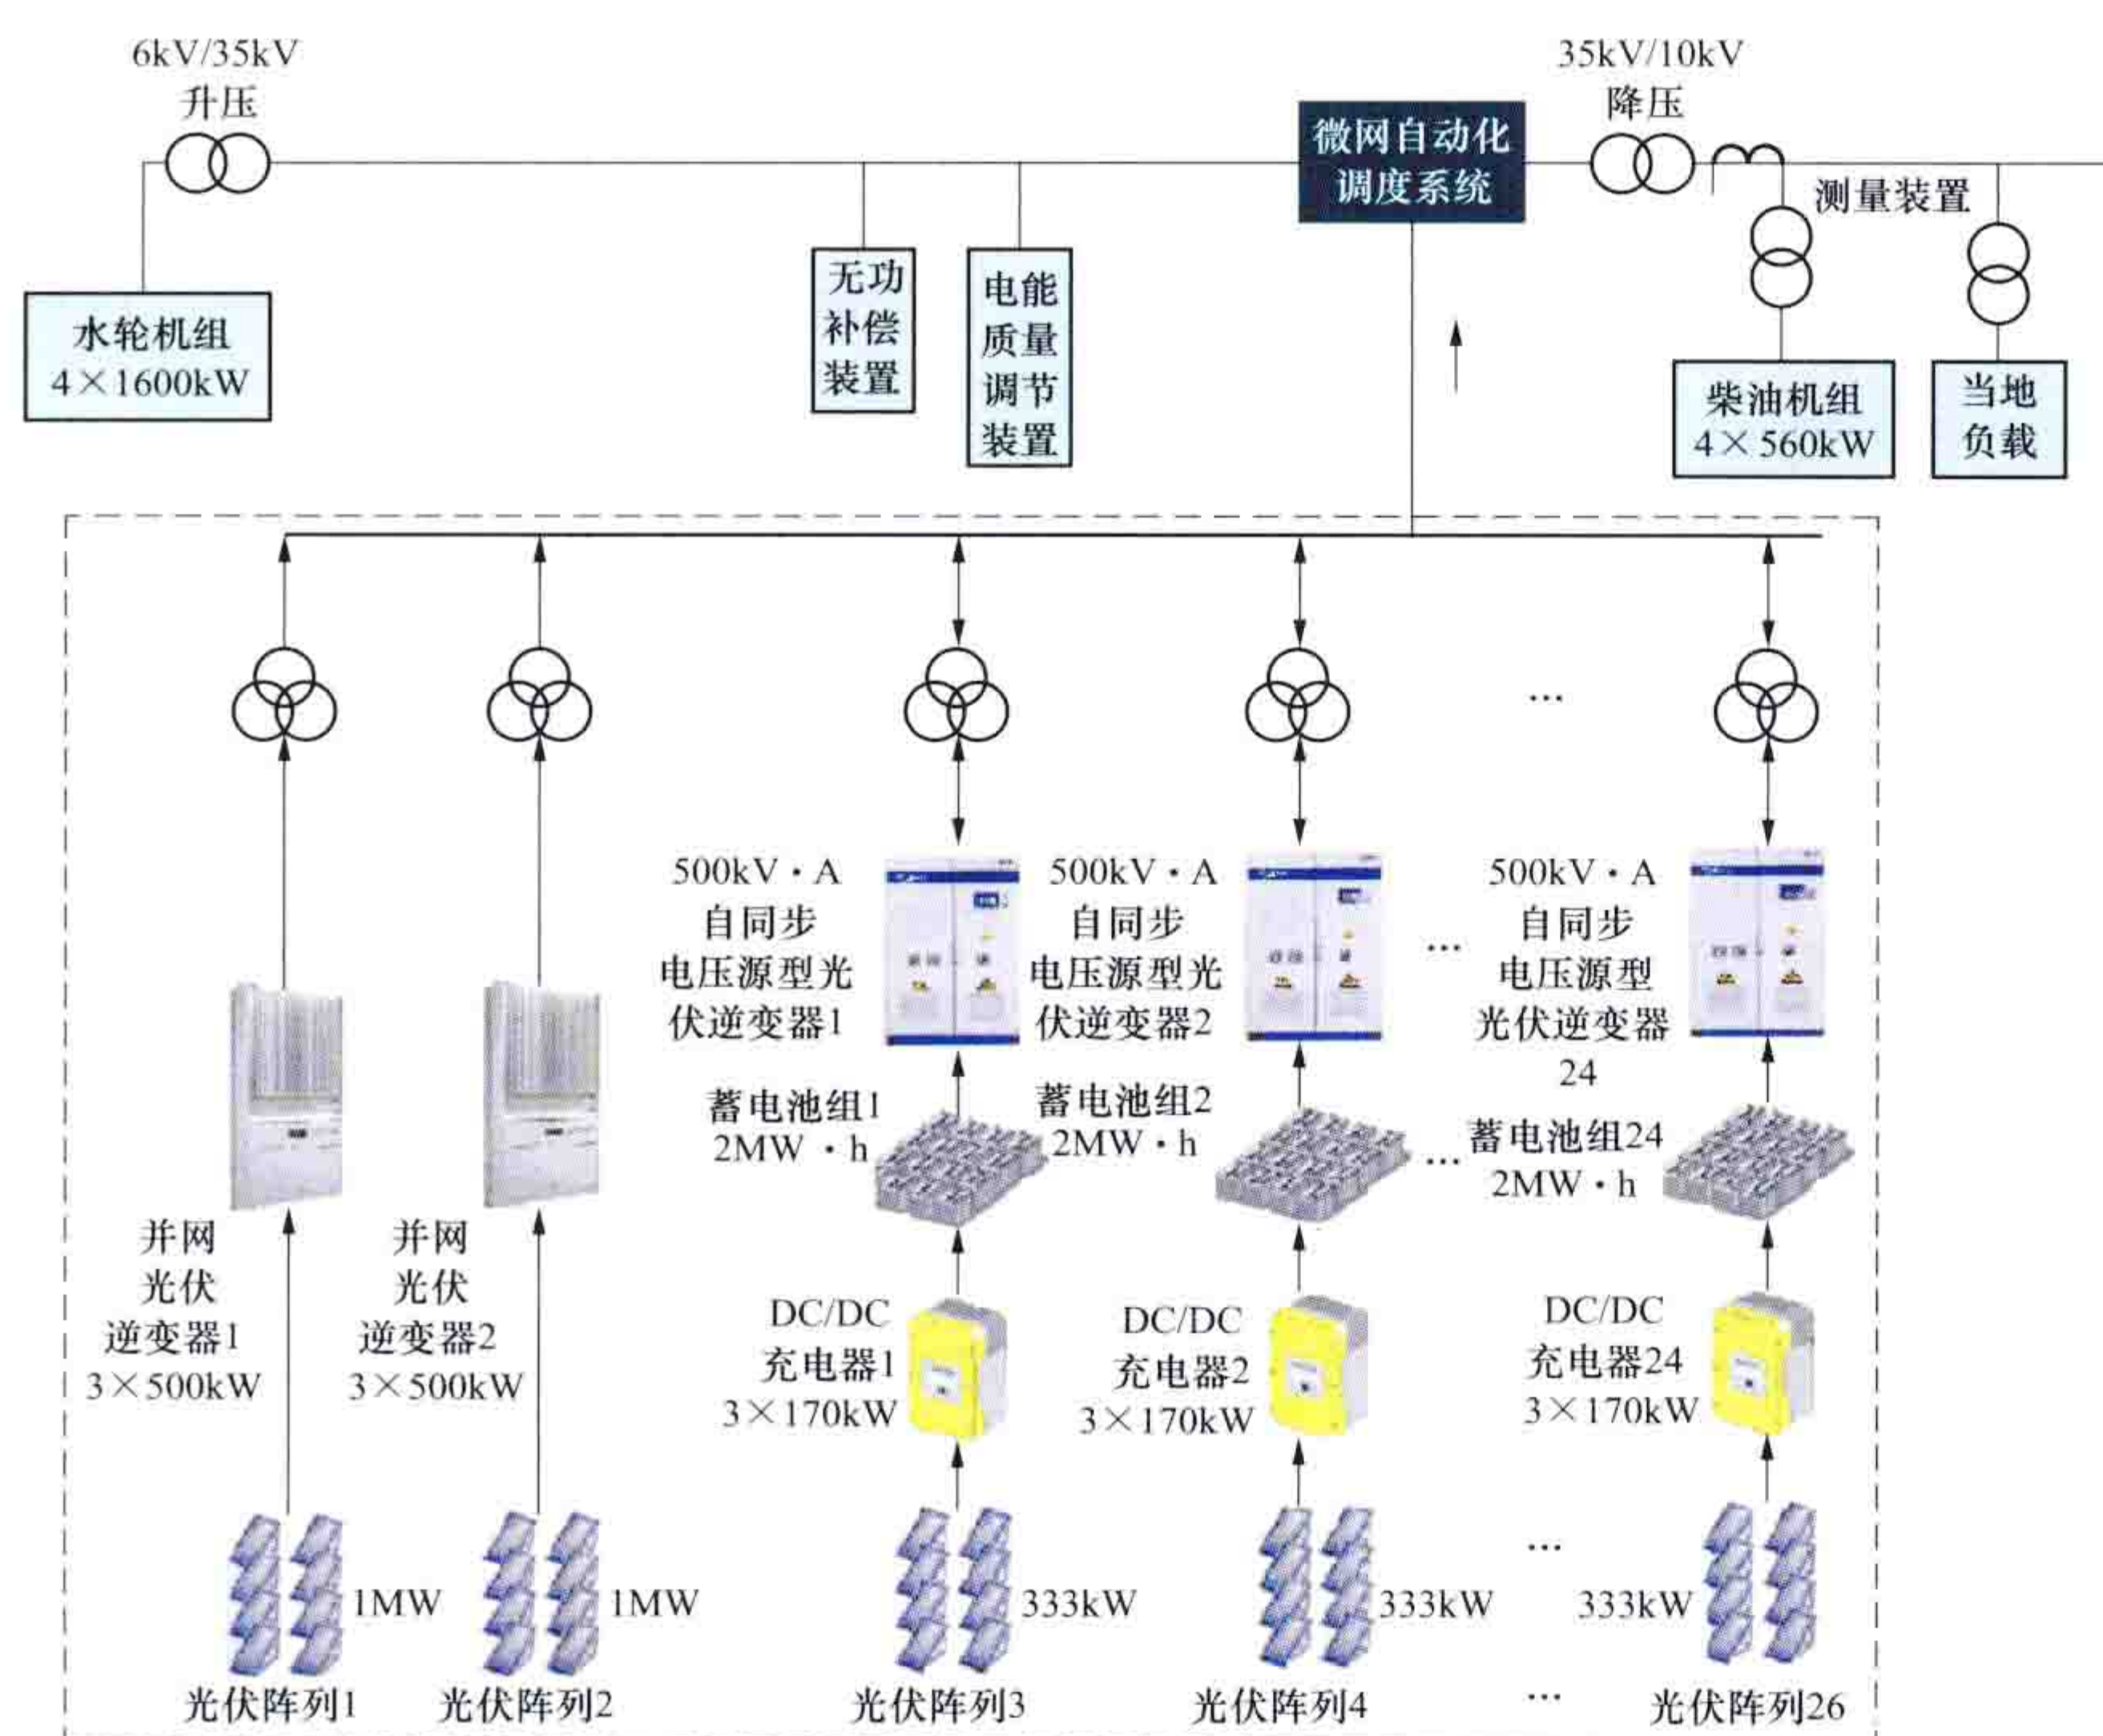 6kV/35kV
升压
35kV/10kV
降压
微网自动化
调度系统
测量装置
水轮机组
4×1600kW
无功
补偿
装置
电能
质量
调节
装置
柴油机组
4×560kW
当地
负载
...
500kV·A
自同步
电压源型光
伏逆变器1
500kV·A
自同步
电压源型光
伏逆变器2
...
500kV·A
自同步
电压源型
光伏逆变器
24
蓄电池组1
2MW·h
蓄电池组2
2MW·h
...
蓄电池组24
2MW·h
并网
光伏
逆变器1
3×500kW
并网
光伏
逆变器2
3×500kW
DC/DC
充电器1
3×170kW
DC/DC
充电器2
3×170kW
DC/DC
充电器24
3×170kW
1MW
1MW
333kW
333kW
...
333kW
光伏阵列1
光伏阵列2
光伏阵列3
光伏阵列4
...
光伏阵列26